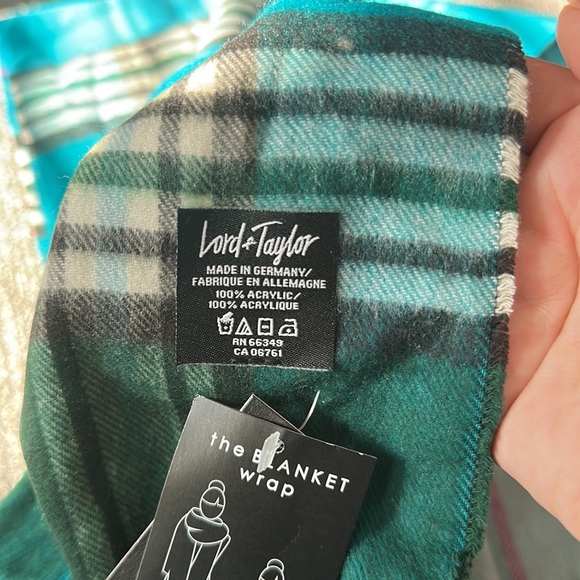 Lord + Taylor
MADE IN GERMANY/
FABRIQUE EN ALLEMAGNE
100% ACRYLIC/
100% ACRYLIQUE
RN 66349
CA 06761
the BLANKET
wrap